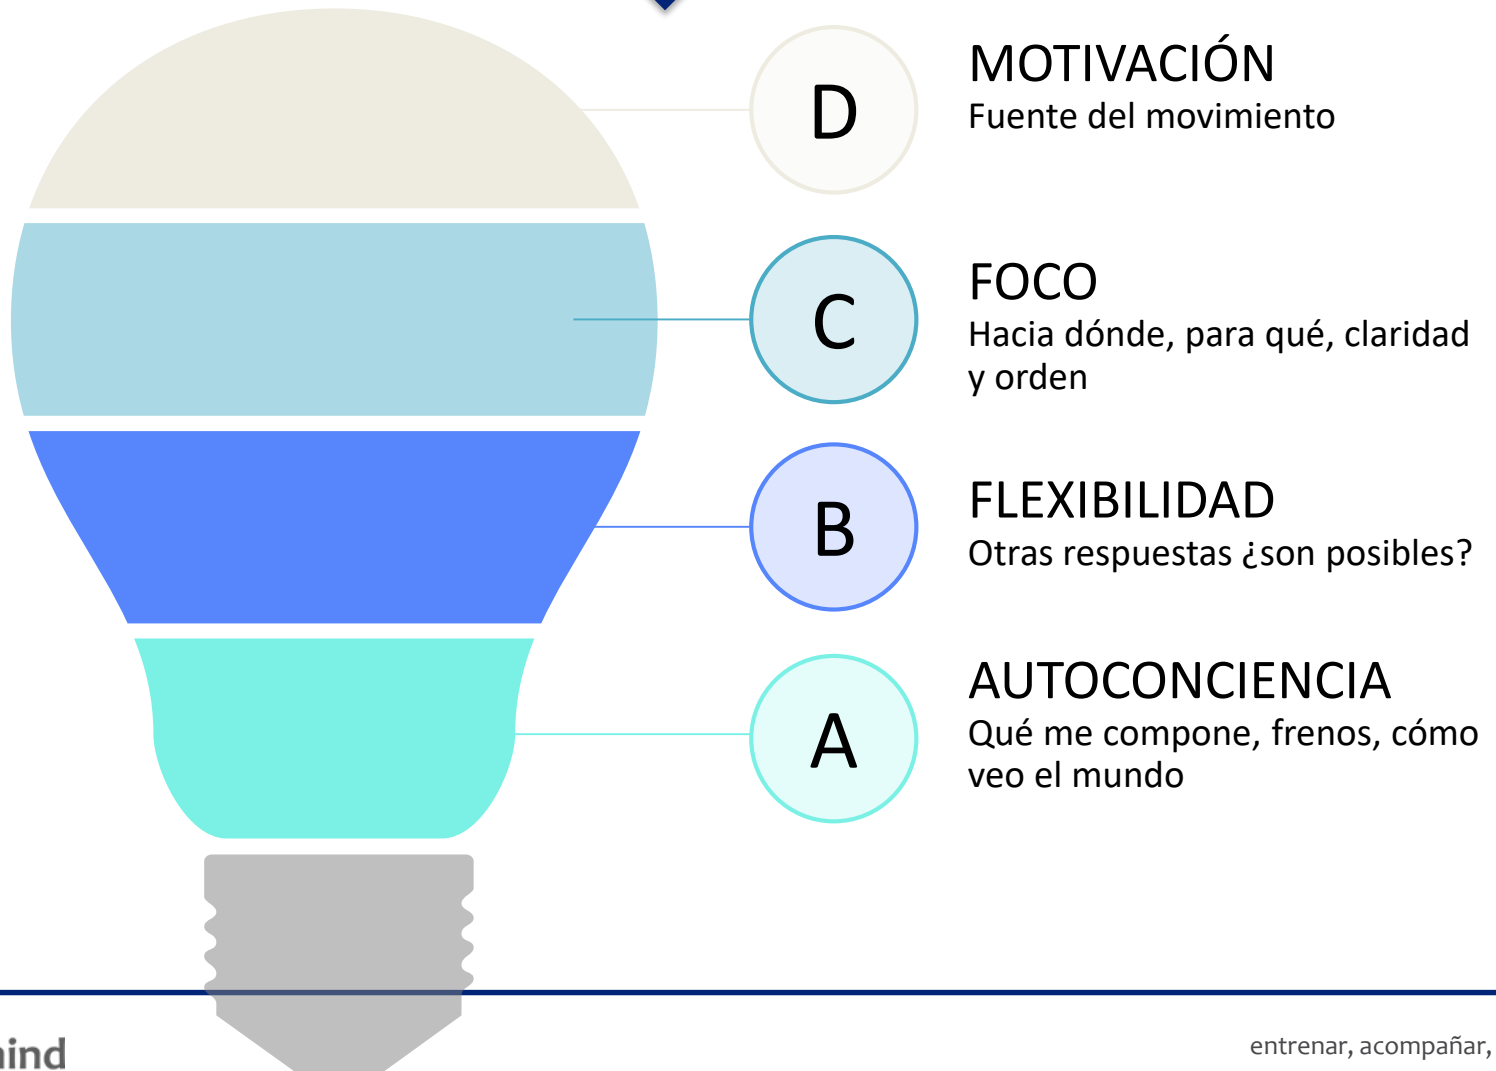 D
MOTIVACIÓN
Fuente del movimiento
C
FOCO
Hacia dónde, para qué, claridad
y orden
B
FLEXIBILIDAD
Otras respuestas ¿son posibles?
A
AUTOCONCIENCIA
Qué me compone, frenos, cómo
veo el mundo
entrenar, acompañar,